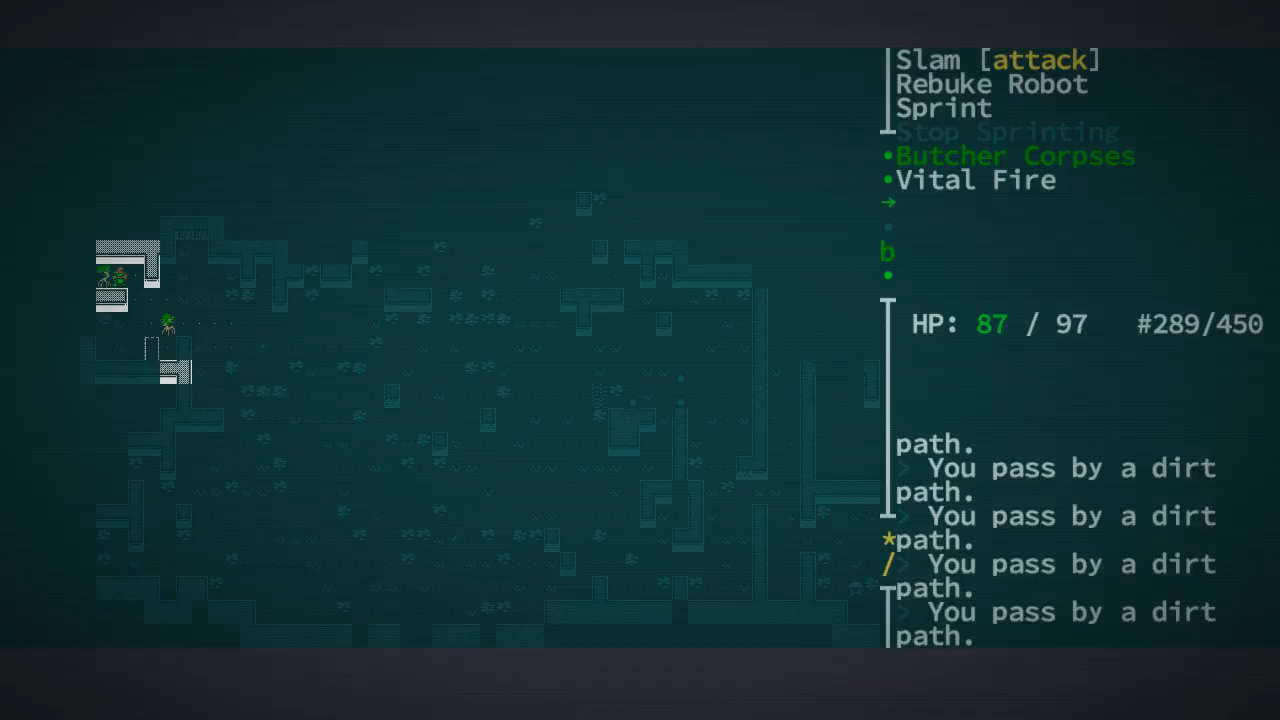 Slam [attack]
Rebuke Robot
Sprint
Stop Sprinting
Butcher Corpses
Vital Fire
b
HP: 87 / 97 #289/450
path.
> You pass by a dirt
path.
> You pass by a dirt
*path.
/> You pass by a dirt
path.
> You pass by a dirt
path.